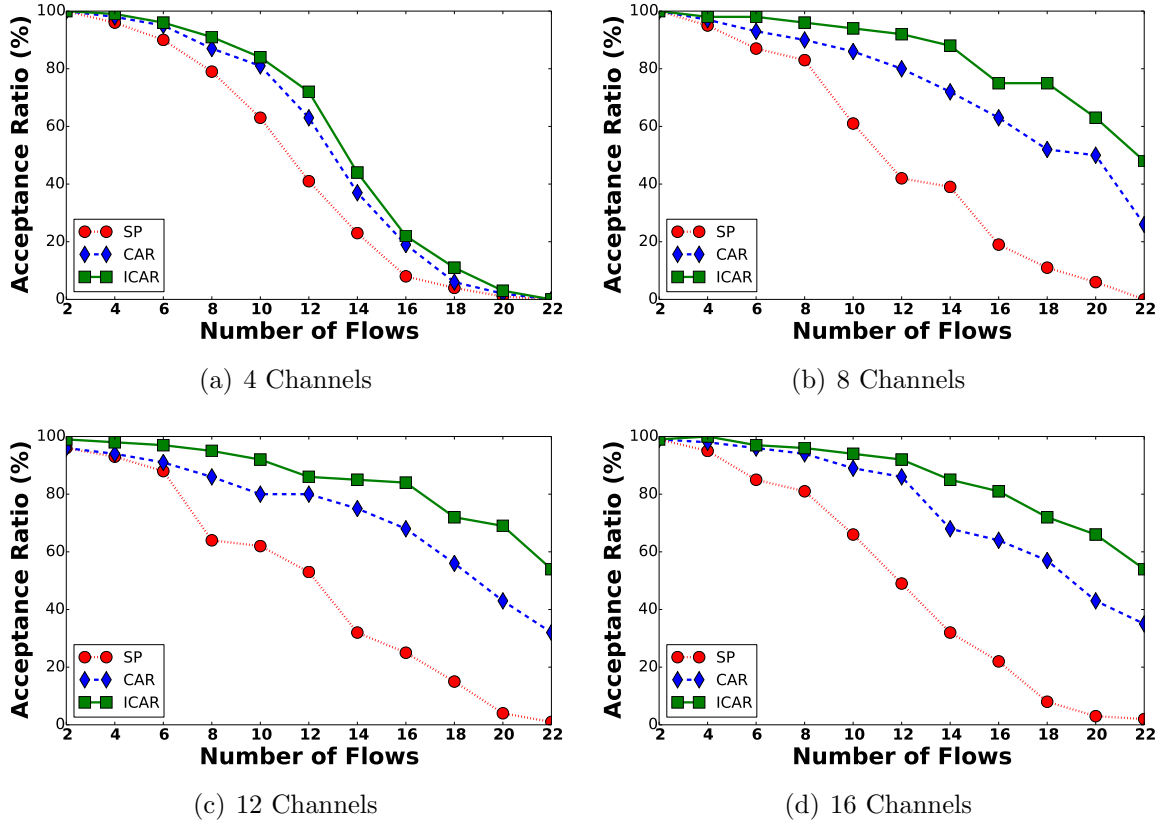 Acceptance Ratio (%)
100
80
60
40
20
0
SP
CAR
ICAR
2 4 6 8 10 12 14 16 18 20 22
Number of Flows
(a) 4 Channels
Acceptance Ratio (%)
100
80
60
40
20
0
SP
CAR
ICAR
2 4 6 8 10 12 14 16 18 20 22
Number of Flows
(b) 8 Channels
Acceptance Ratio (%)
100
80
60
40
20
0
SP
CAR
ICAR
2 4 6 8 10 12 14 16 18 20 22
Number of Flows
(c) 12 Channels
Acceptance Ratio (%)
100
80
60
40
20
0
SP
CAR
ICAR
2 4 6 8 10 12 14 16 18 20 22
Number of Flows
(d) 16 Channels